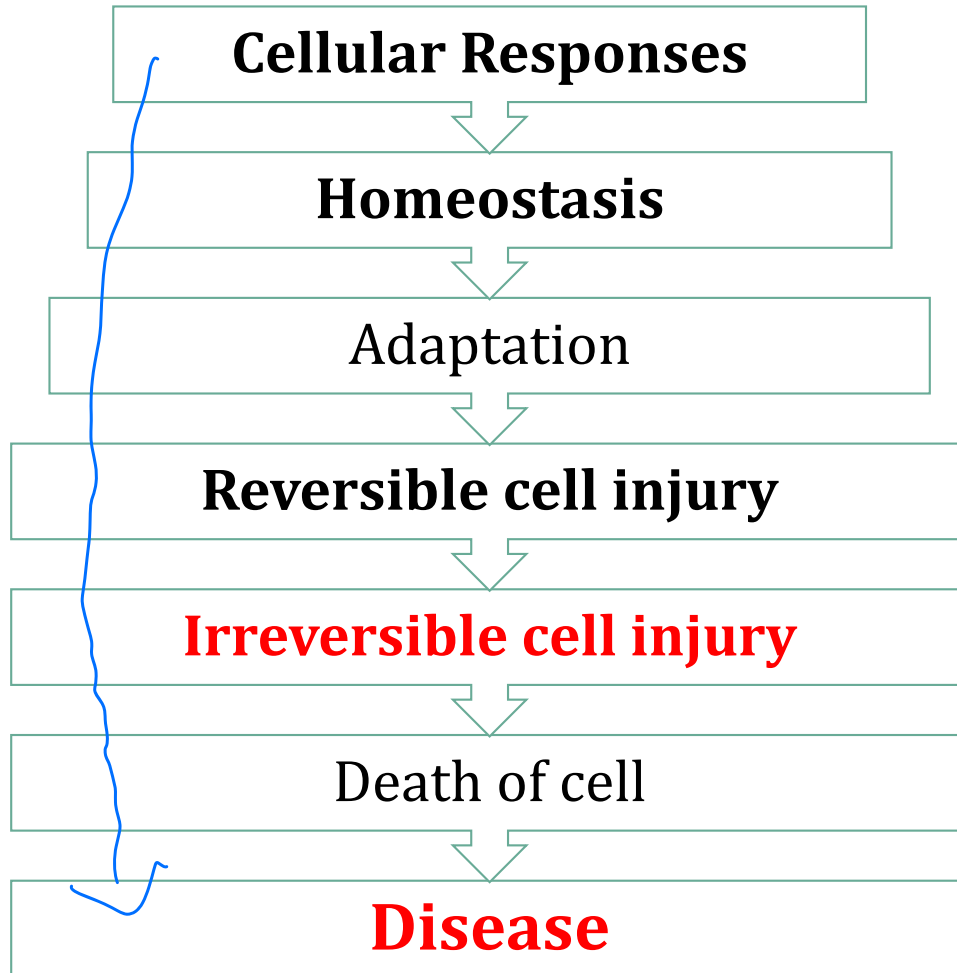 Cellular Responses
Homeostasis
Adaptation
Reversible cell injury
Irreversible cell injury
Death of cell
Disease